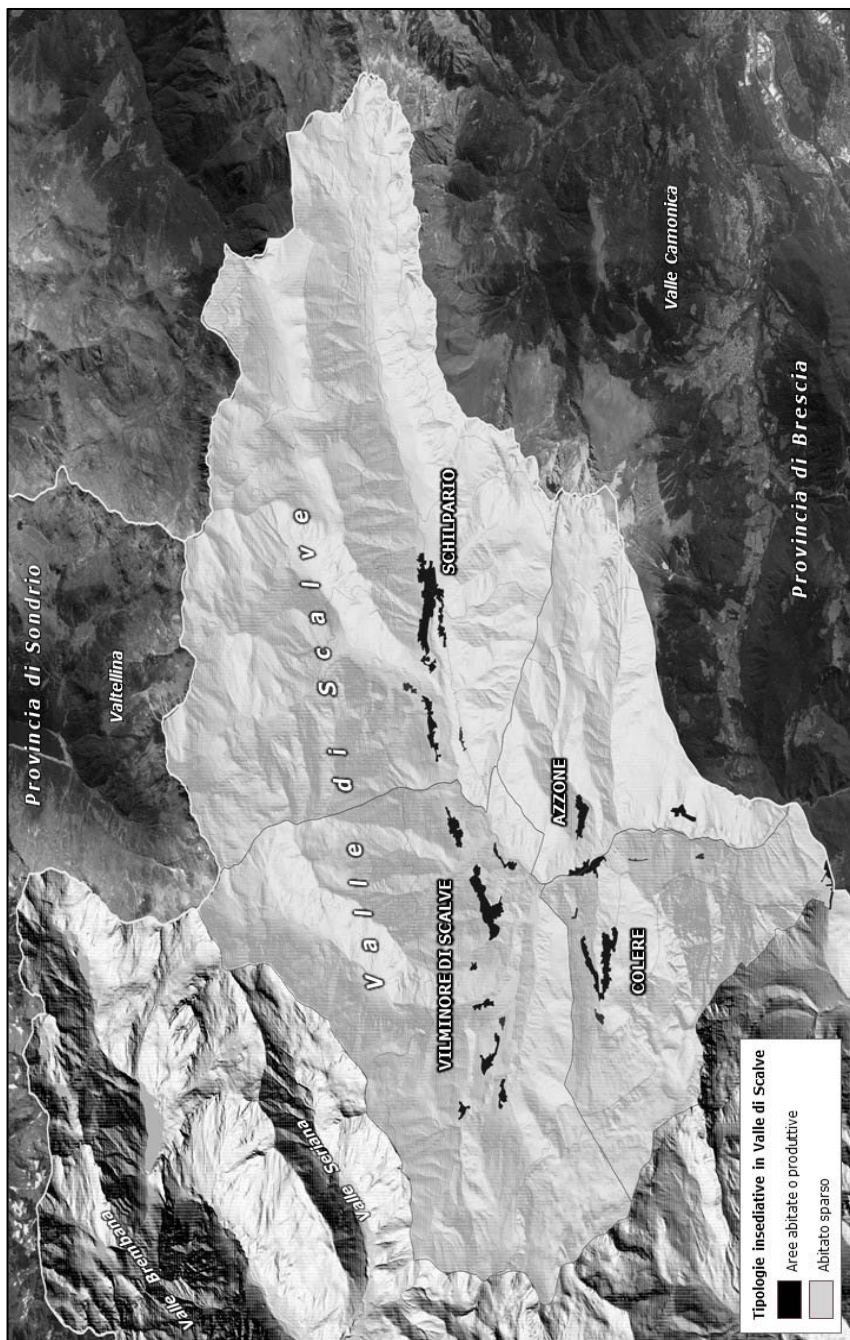 Provincia di Sondrio
Valtellina
Valle Brembana
Valle Seriana
Valle di Scalve
SCHILPARIO
VILMINORE DI SCALVE
AZZONE
COLERE
Valle Camonica
Provincia di Brescia
Tipologie insediative in Valle di Scalve
Aree abitate o produttive
Abitato sparso